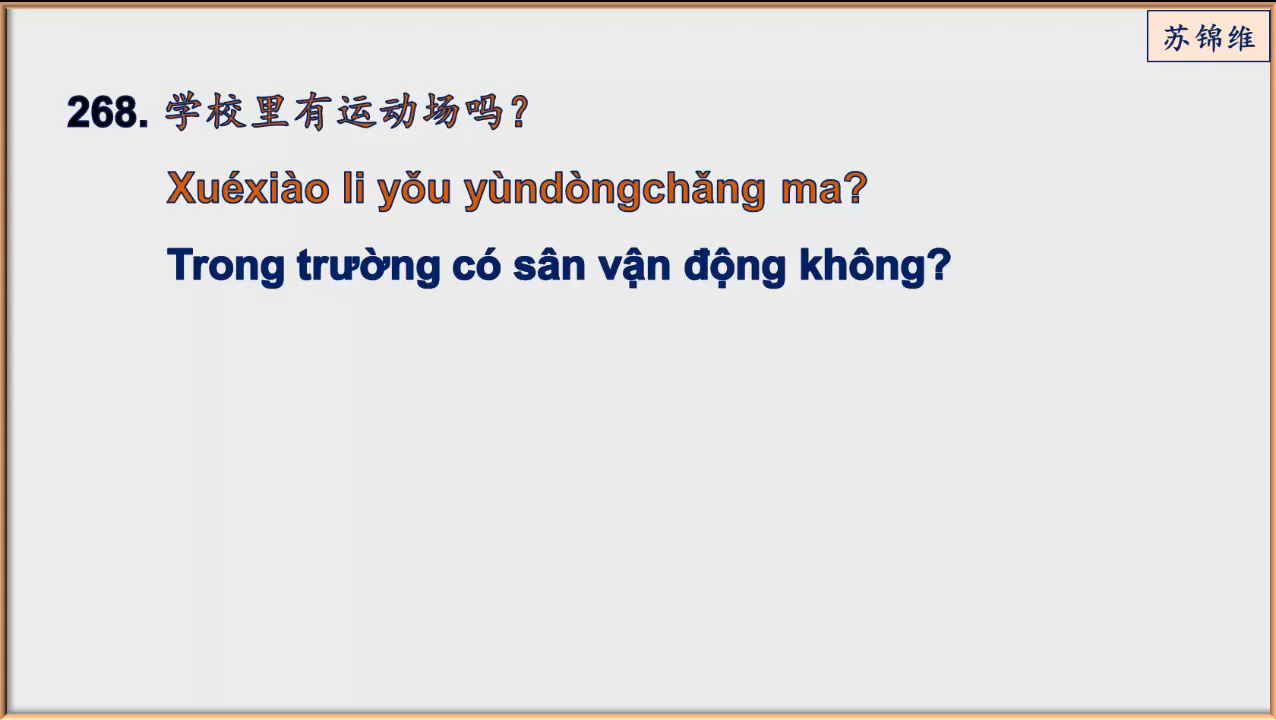 苏锦维
268. 学校里有运动场吗？
Xuéxiào li yǒu yùndòngchǎng ma?
Trong trường có sân vận động không?